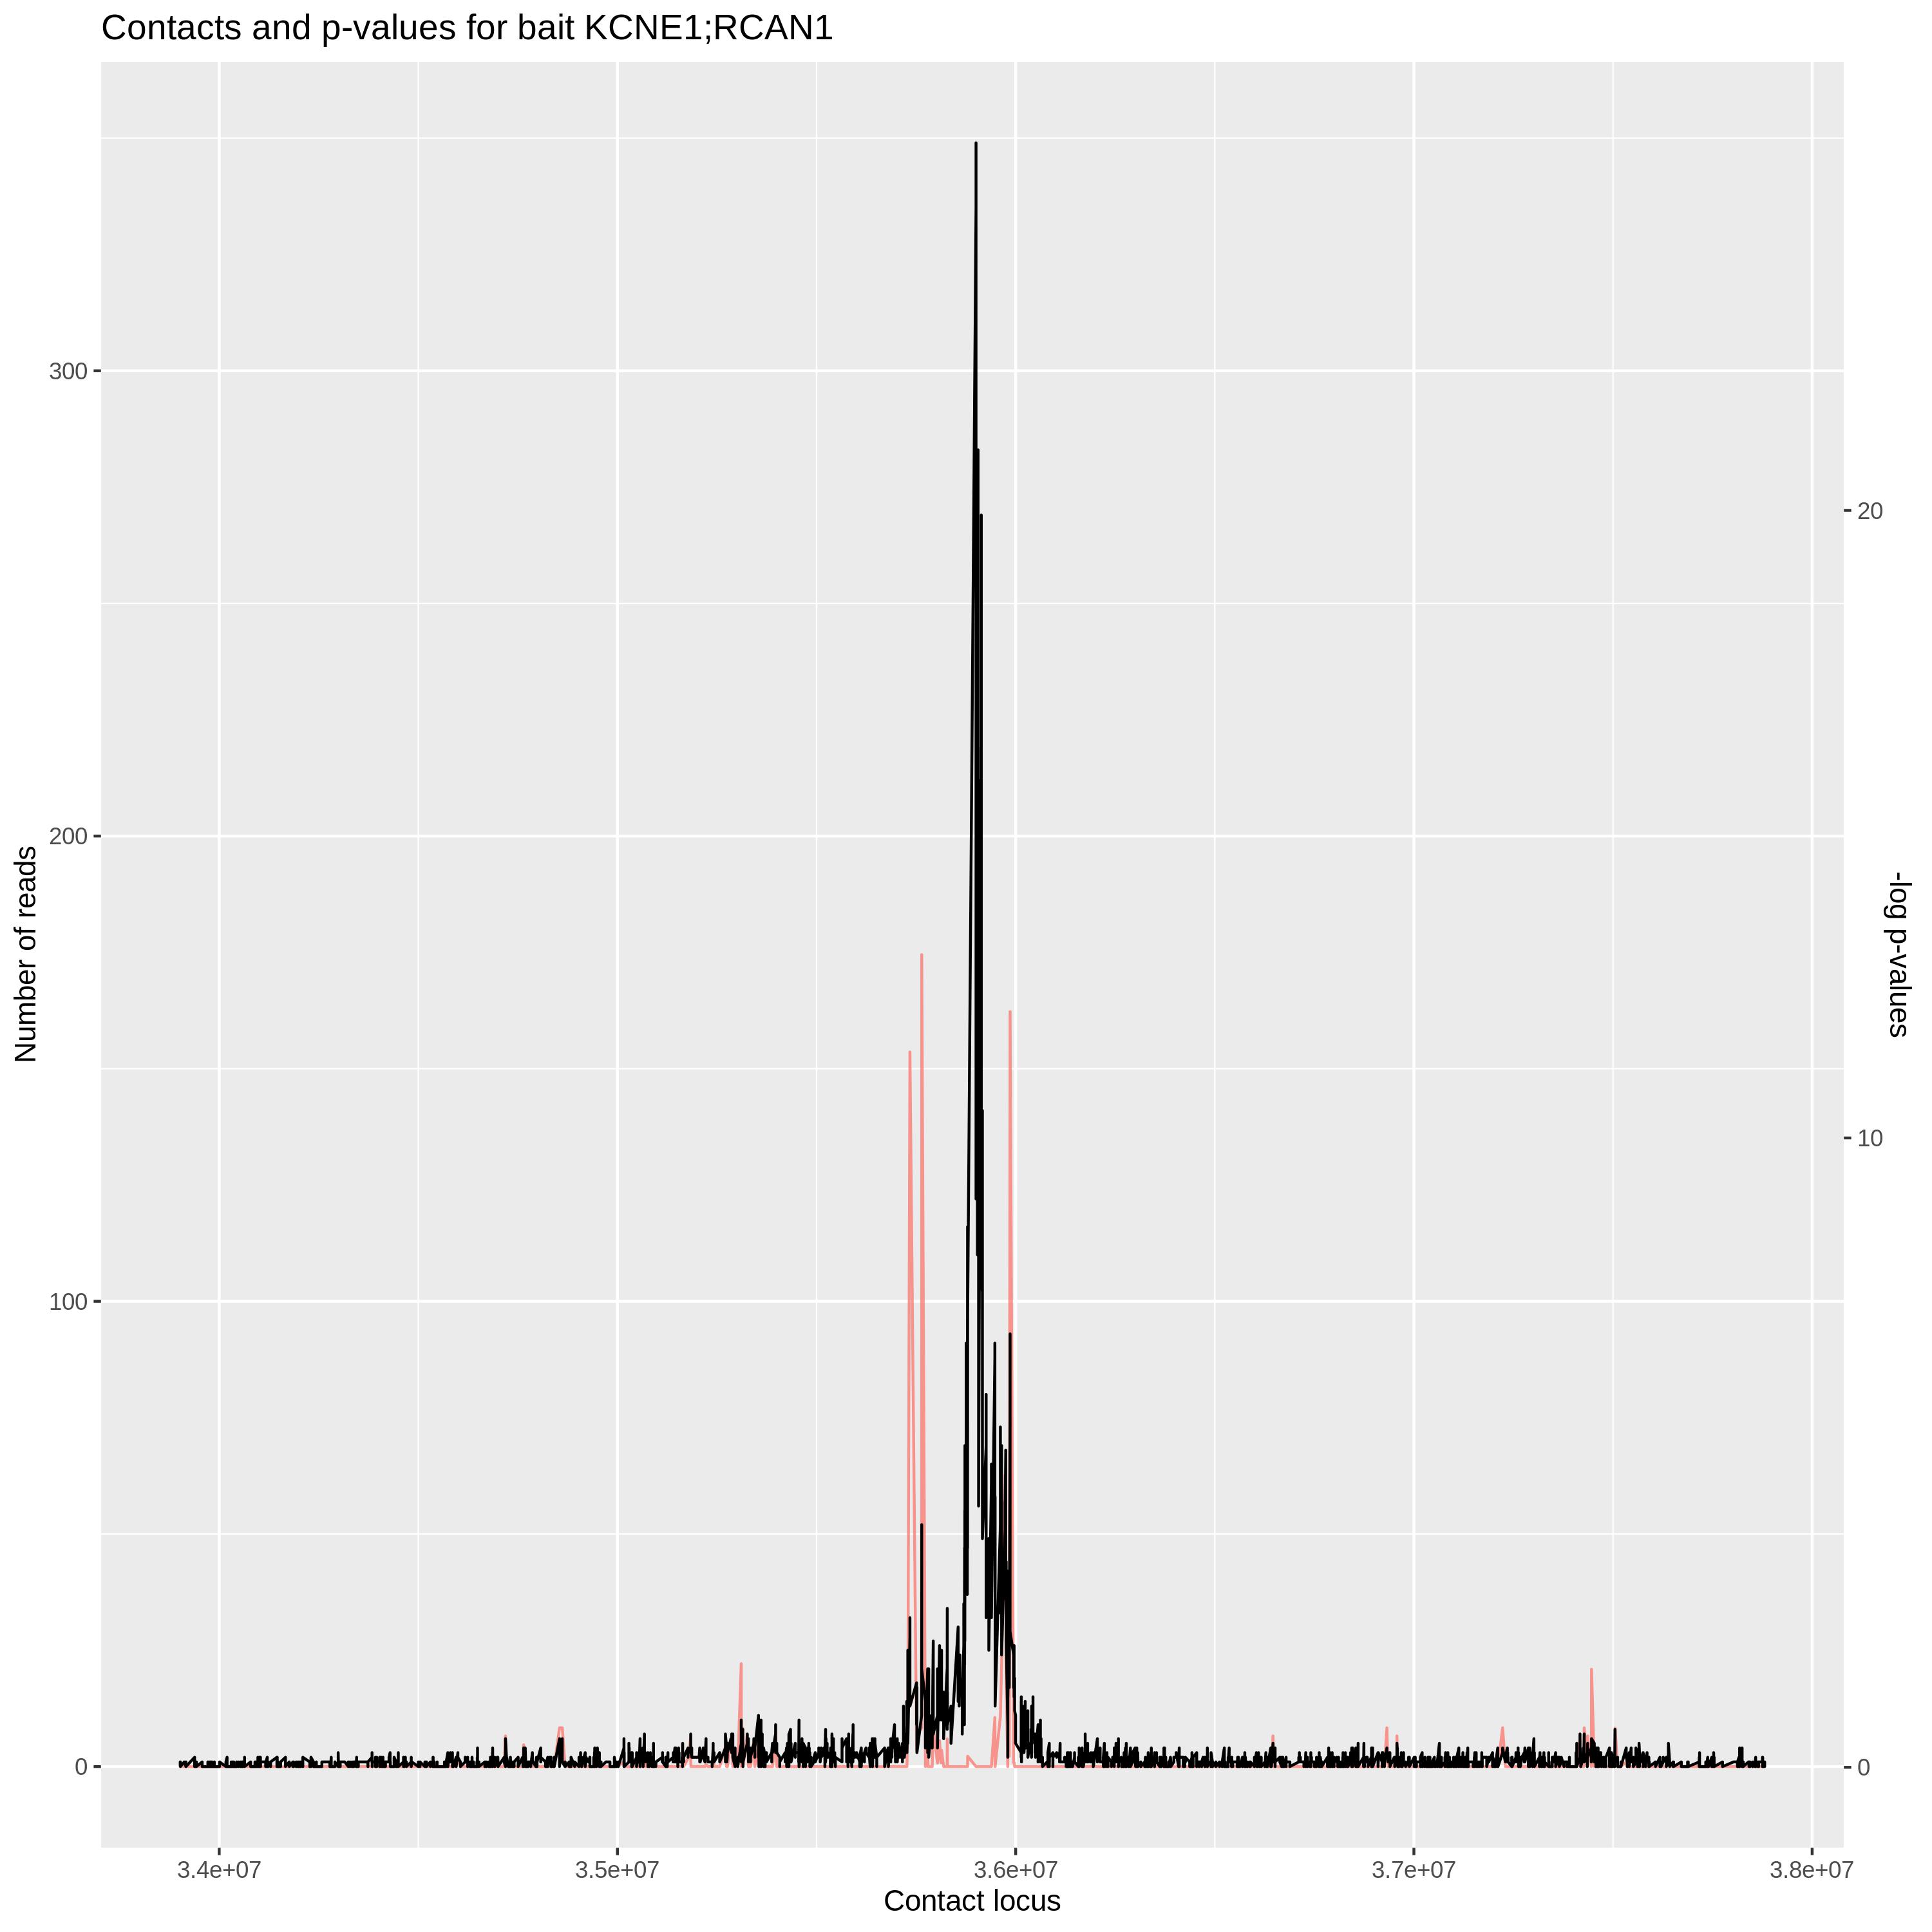 Contacts and p-values for bait KCNE1;RCAN1
Number of reads
300
200
100
0
20
10
0
-log p-values
3.4e+07 3.5e+07 3.6e+07 3.7e+07 3.8e+07
Contact locus